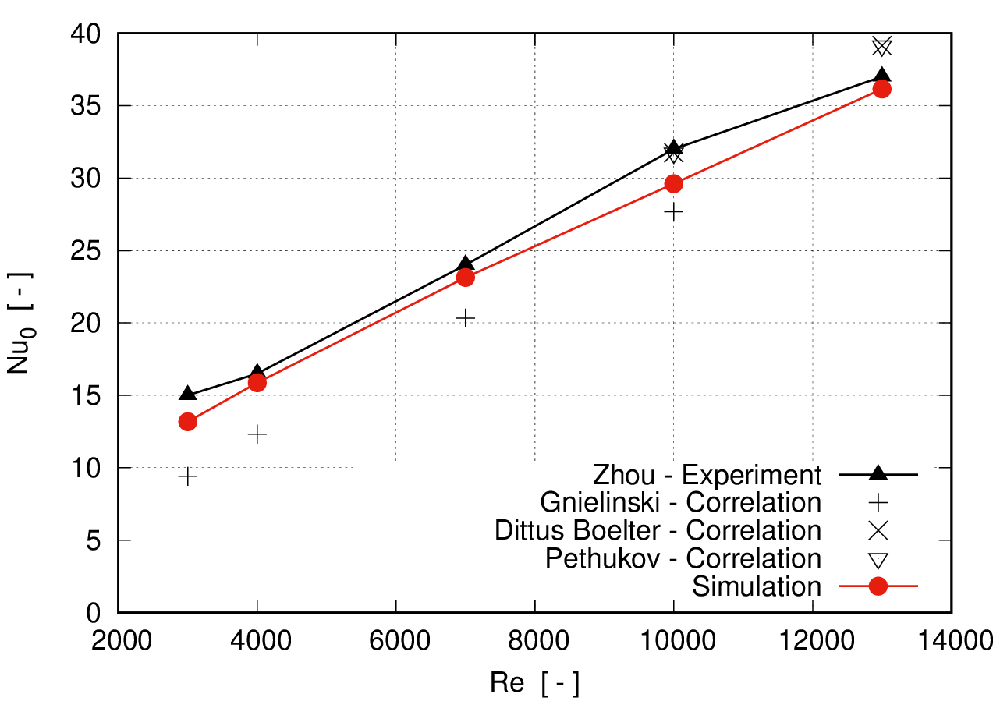 40
35
30
25
20
15
10
5
0
Nu0 [ - ]
Zhou - Experiment
Gnielinski - Correlation
Dittus Boelter - Correlation
Pethukov - Correlation
Simulation
2000 4000 6000 8000 10000 12000 14000
Re [ - ]